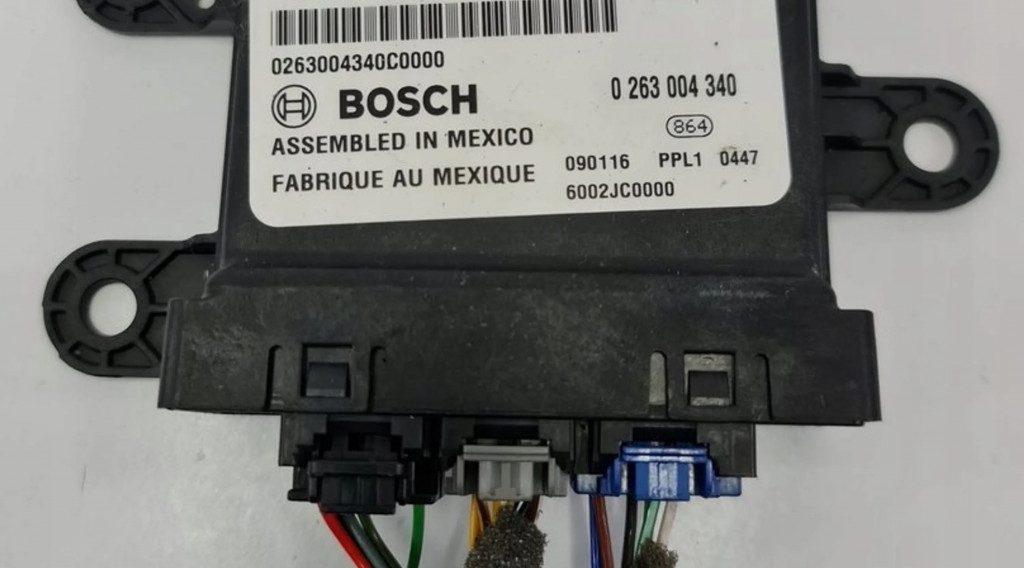 0263004340C0000
BOSCH
0 263 004 340
864
ASSEMBLED IN MEXICO
090116 PPL1 0447
FABRIQUE AU MEXIQUE
6002JC0000